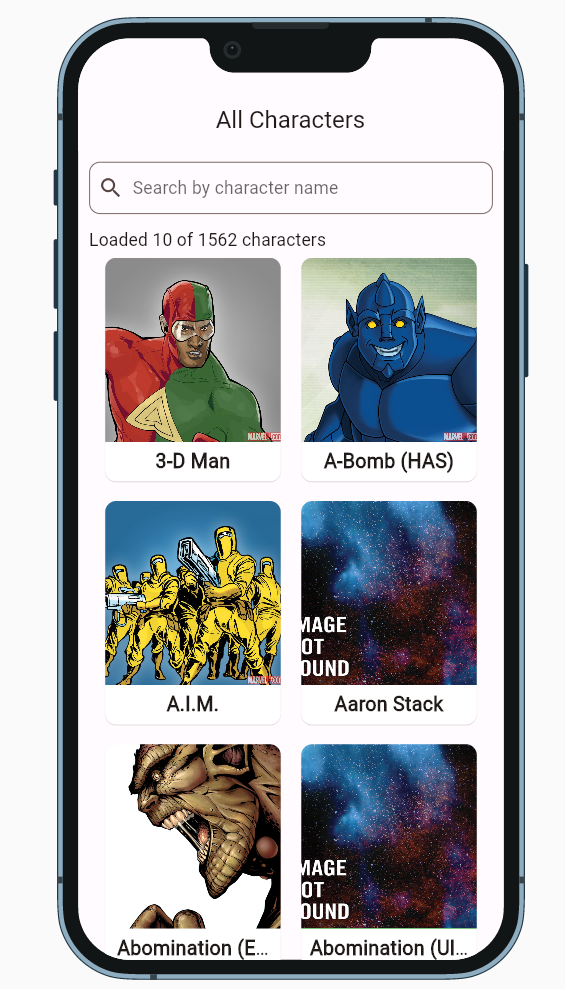 All Characters
Search by character name
Loaded 10 of 1562 characters
3-D Man
A-Bomb (HAS)
MAGE
OT
OUND
A.I.M.
Aaron Stack
MAGE
OT
OUND
Abomination (E...
Abomination (Ul...